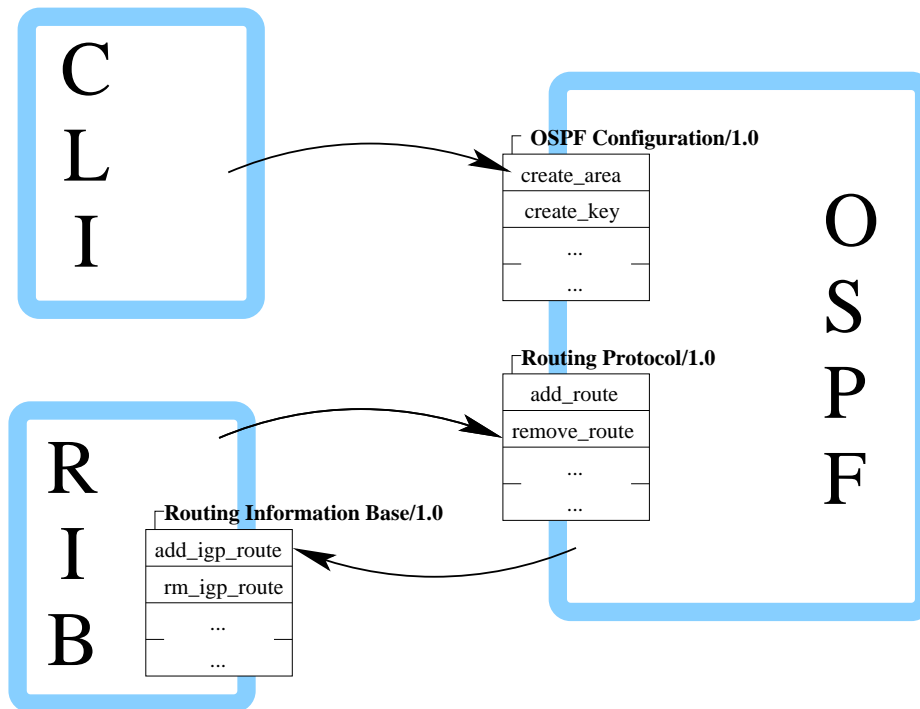 C
L
I
OSPF Configuration/1.0
create_area
create_key
...
...
O
S
P
F
Routing Protocol/1.0
add_route
remove_route
...
...
R
I
B
Routing Information Base/1.0
add_igp_route
rm_igp_route
...
...